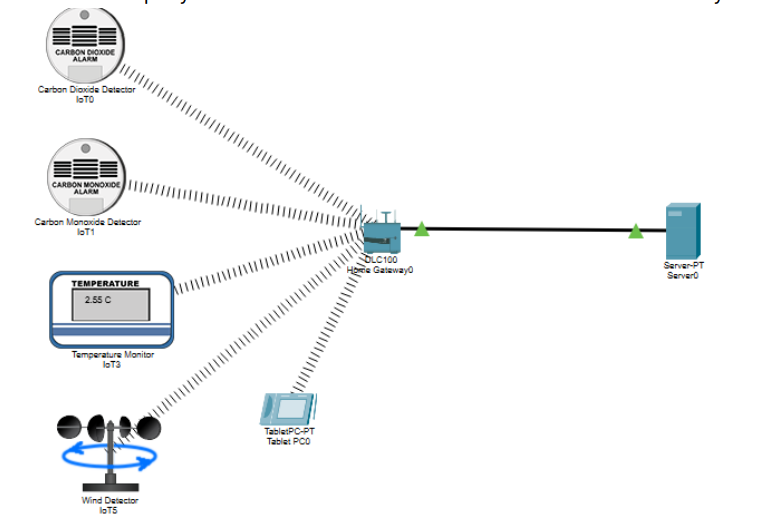 CARBON DIOXIDE
ALARM
Carbon Dioxide Detector
IoT0
CARBON MONOXIDE
ALARM
Carbon Monoxide Detector
IoT1
DLC100
Home Gateway0
Server-PT
Server0
TEMPERATURE
2.55 C
Temperature Monitor
IoT3
TabletPC-PT
Tablet PC0
Wind Detector
IoT5